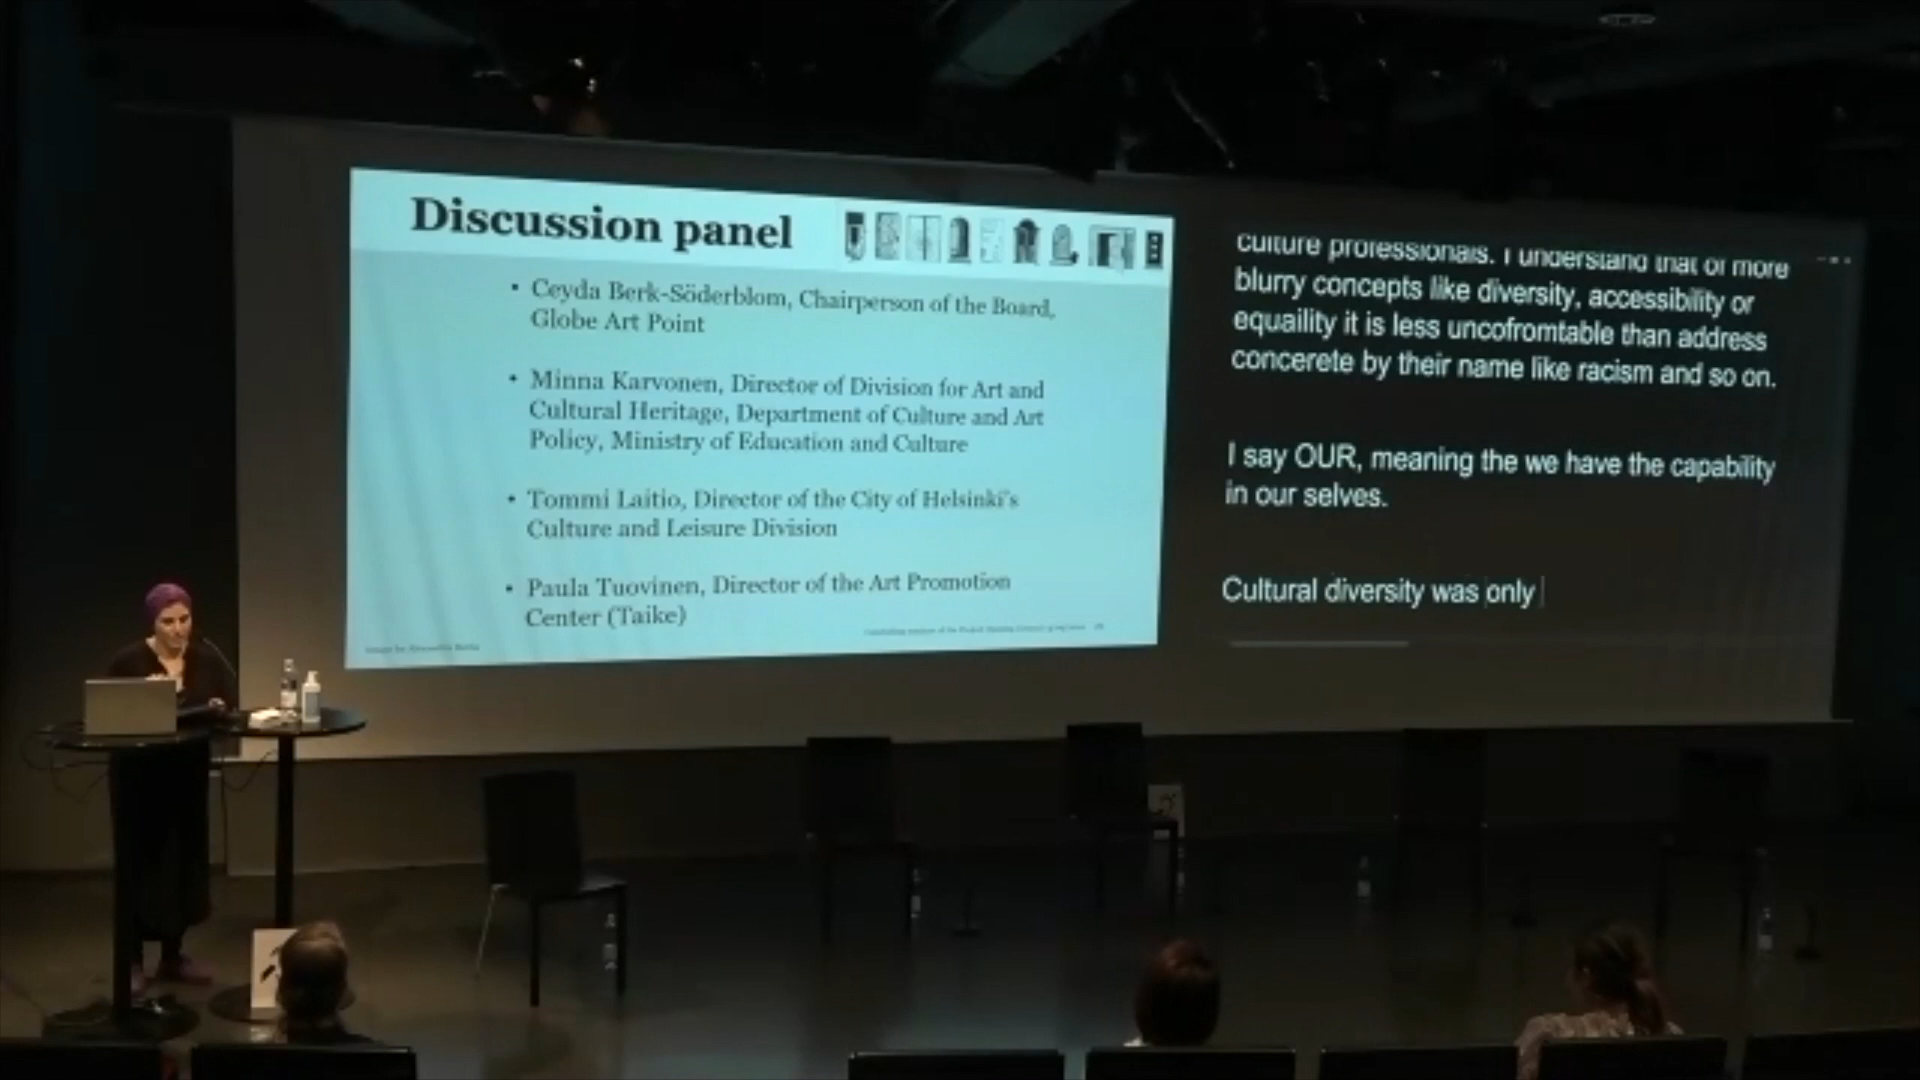 Discussion panel
• Ceyda Berk-Söderblom, Chairperson of the Board,
Globe Art Point
• Minna Karvonen, Director of Division for Art and
Cultural Heritage, Department of Culture and Art
Policy, Ministry of Education and Culture
• Tommi Laitio, Director of the City of Helsinki's
Culture and Leisure Division
• Paula Tuovinen, Director of the Art Promotion
Center (Taike)
culture professionals. I understand that of more
blurry concepts like diversity, accessibility or
equaility it is less uncofromtable than address
concerete by their name like racism and so on.
I say OUR, meaning the we have the capability
in our selves.
Cultural diversity was only